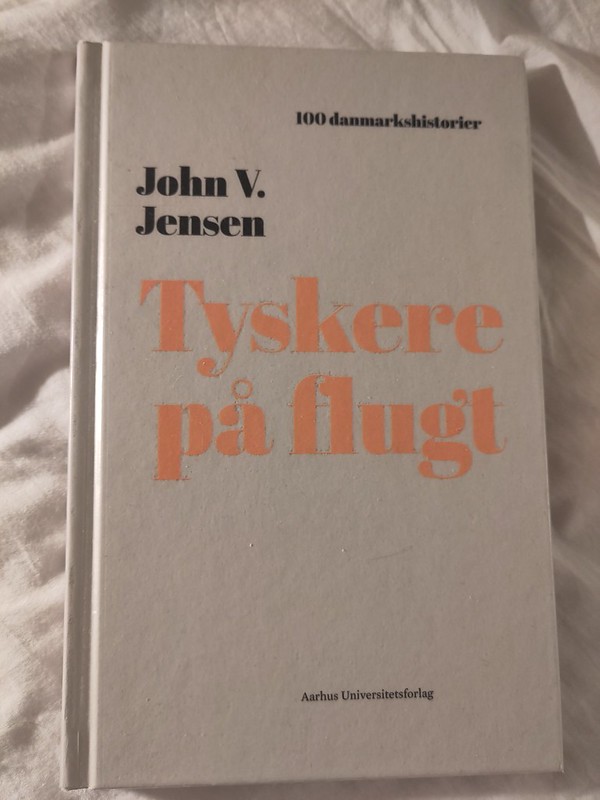 100 danmarkshistorier
John V.
Jensen
Tyskere
på flugt
Aarhus Universitetsforlag